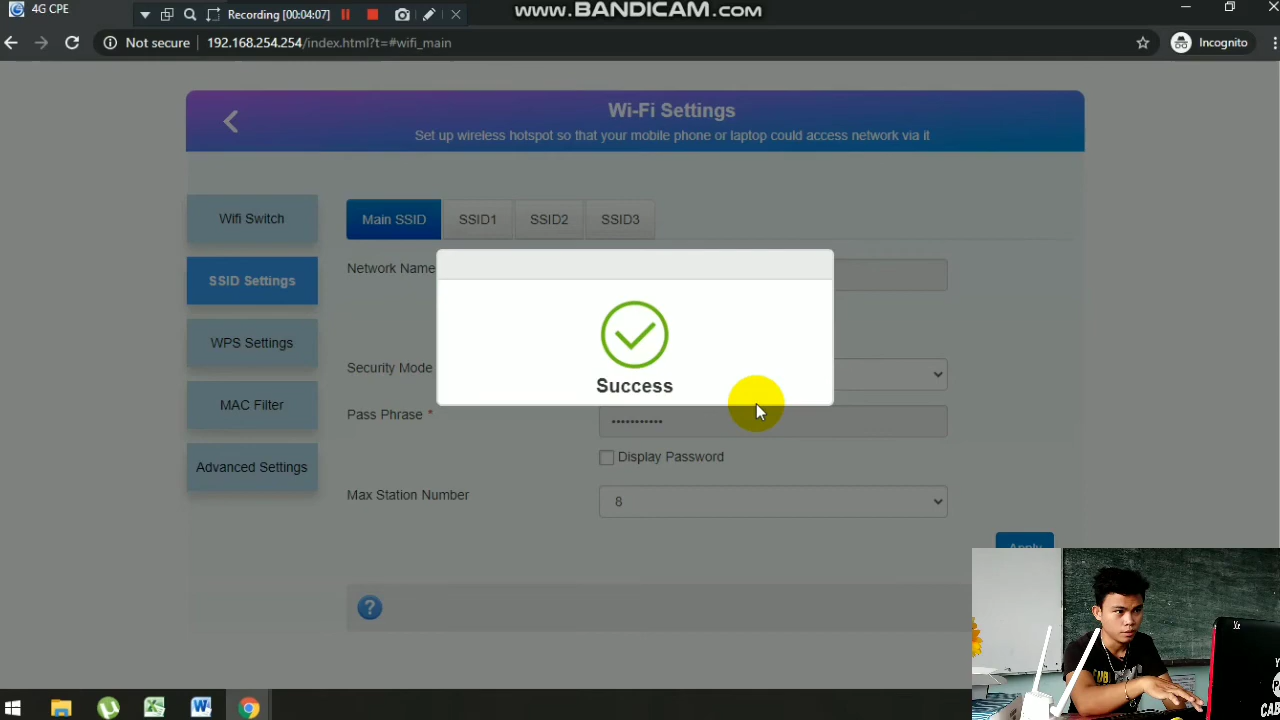 4G CPE
Recording [00:04:07]
www.BANDICAM.com
Not secure
192.168.254.254/index.html?t=#wifi_main
Incognito
Wi-Fi Settings
Set up wireless hotspot so that your mobile phone or laptop could access network via it
Wifi Switch
SSID Settings
WPS Settings
MAC Filter
Advanced Settings
Main SSID
SSID1
SSID2
SSID3
Network Name
Success
Security Mode
Pass Phrase *
•••••••••••
Display Password
Max Station Number
8
Apply
?